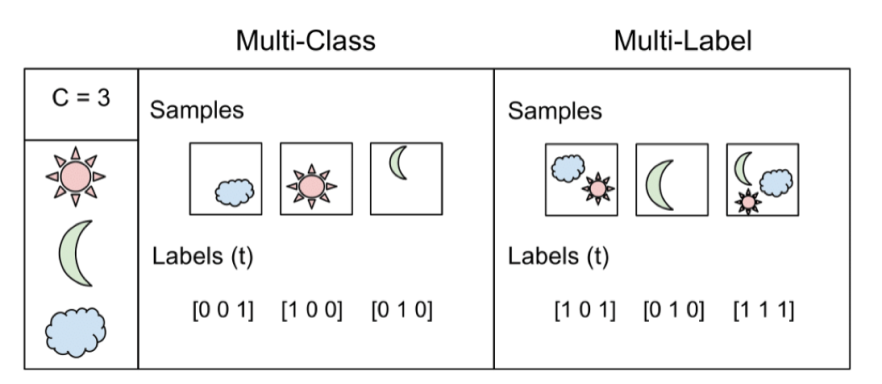 Multi-Class
Multi-Label
C = 3
Samples
Labels (t)
[0 0 1] [1 0 0] [0 1 0]
Samples
Labels (t)
[1 0 1] [0 1 0] [1 1 1]